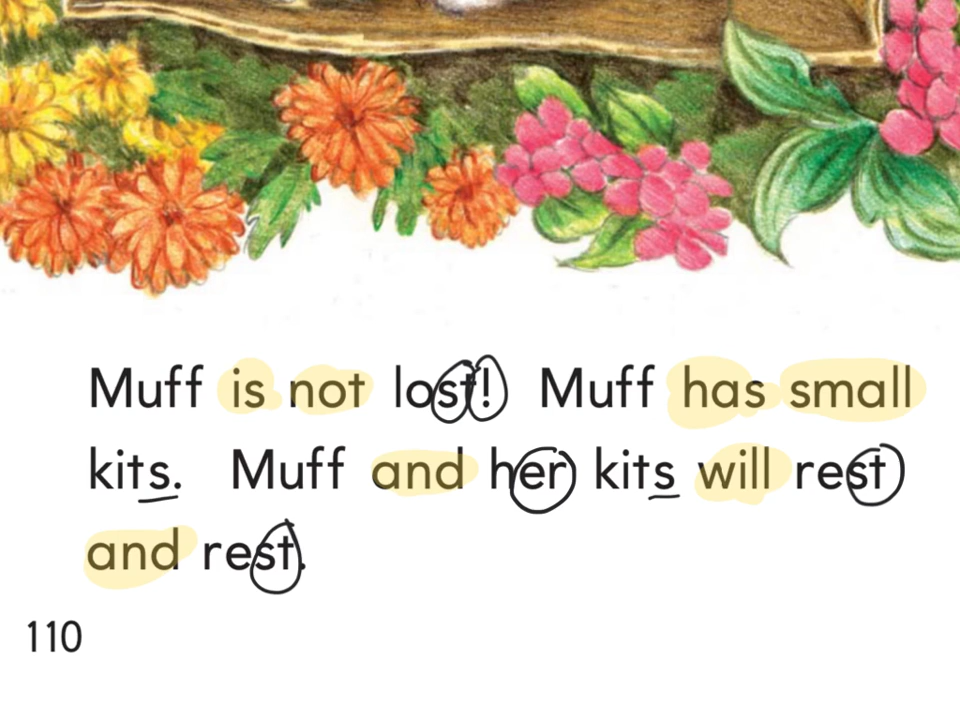 Muff is not lost! Muff has small
kits. Muff and her kits will rest
and rest.
110